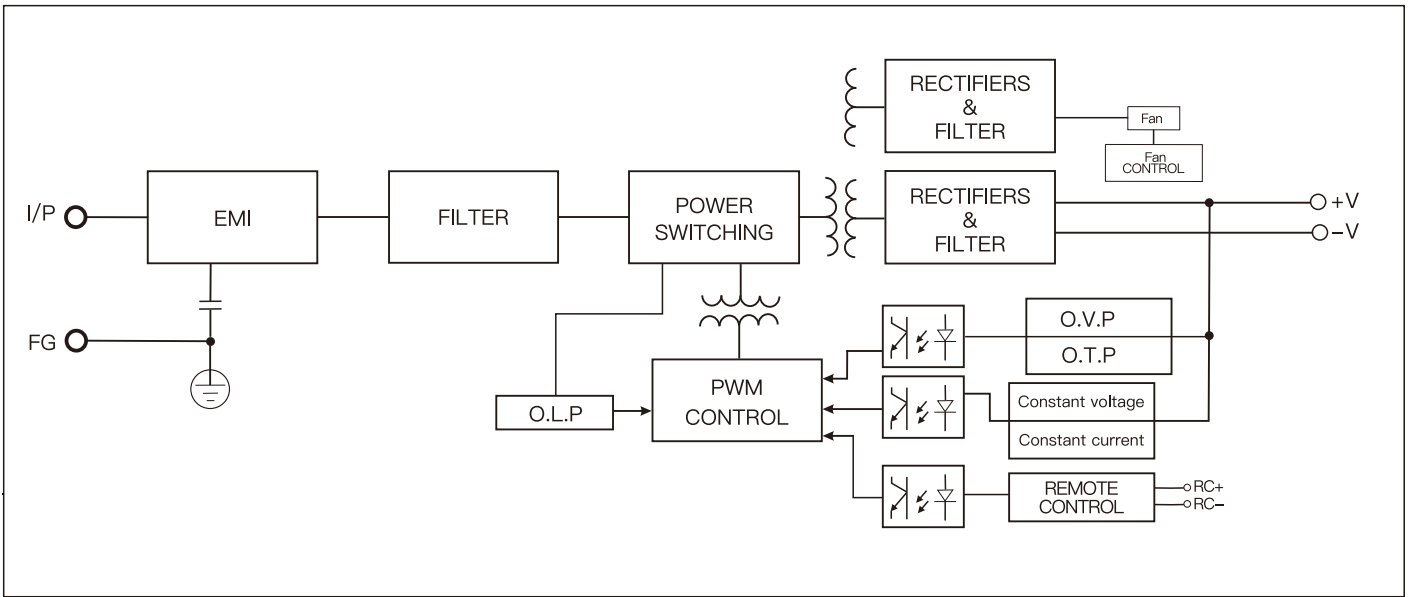 RECTIFIERS
&
FILTER
Fan
Fan
CONTROL
I/P
EMI
FILTER
POWER
SWITCHING
RECTIFIERS
&
FILTER
+V
-V
FG
O.V.P
O.T.P
O.L.P
PWM
CONTROL
Constant voltage
Constant current
REMOTE
CONTROL
RC+
RC-